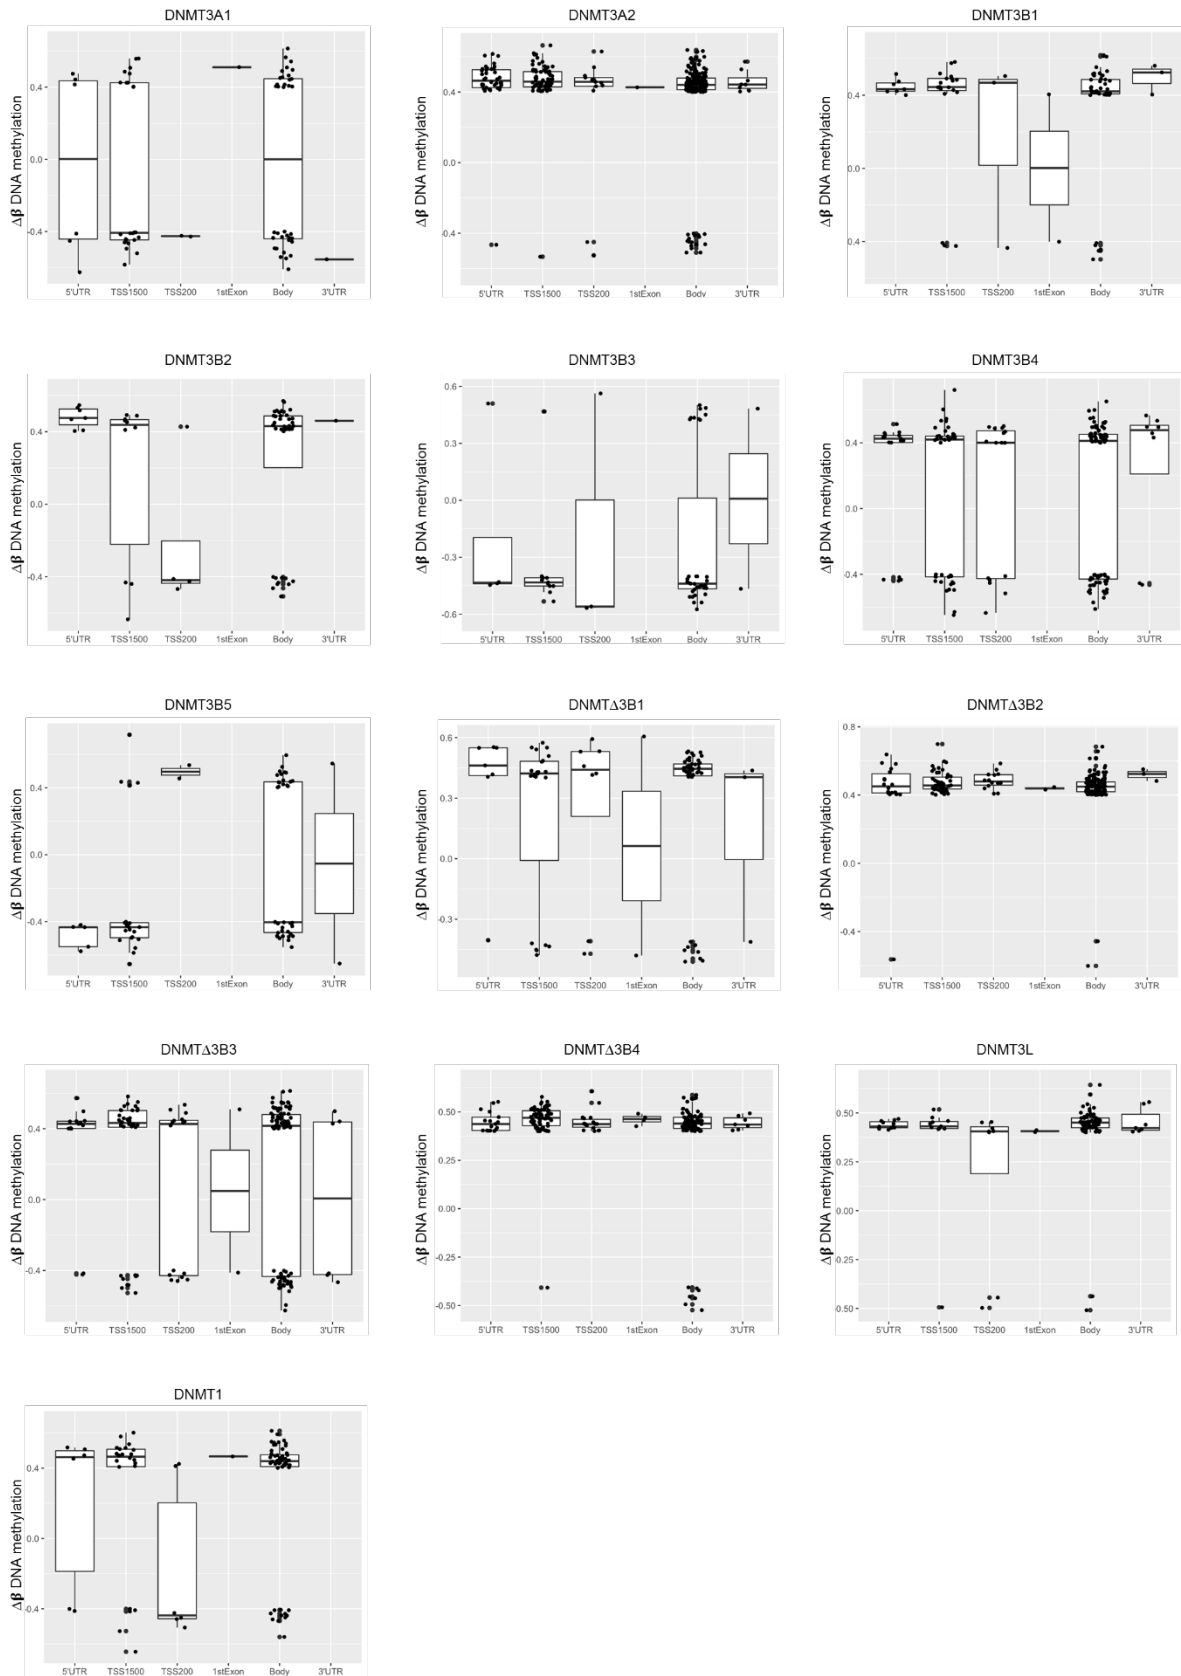 DNMT3A1
DNMT3A2
DNMT3B1
Δβ DNA methylation
0.4
0.0
-0.4
5'UTR TSS1500 TSS200 1stExon Body 3'UTR
Δβ DNA methylation
0.4
0.0
0.4
5'UTR TSS1500 TSS200 1stExon Body 3'UTR
Δβ DNA methylation
0.4
0.0
0.4
5'UTR TSS1500 TSS200 1stExon Body 3'UTR
DNMT3B2
DNMT3B3
DNMT3B4
Δβ DNA methylation
0.4
0.0
-0.4
5'UTR TSS1500 TSS200 1stExon Body 3'UTR
Δβ DNA methylation
0.6
0.3
0.0
-0.3
-0.6
5'UTR TSS1500 TSS200 1stExon Body 3'UTR
Δβ DNA methylation
0.4
0.0
-0.4
5'UTR TSS1500 TSS200 1stExon Body 3'UTR
DNMT3B5
DNMTΔ3B1
DNMTΔ3B2
Δβ DNA methylation
0.4
0.0
-0.4
5'UTR TSS1500 TSS200 1stExon Body 3'UTR
Δβ DNA methylation
0.6
0.3
0.0
-0.3
5'UTR TSS1500 TSS200 1stExon Body 3'UTR
Δβ DNA methylation
0.8
0.4
0.0
-0.4
5'UTR TSS1500 TSS200 1stExon Body 3'UTR
DNMTΔ3B3
DNMTΔ3B4
DNMT3L
Δβ DNA methylation
0.4
0.0
-0.4
5'UTR TSS1500 TSS200 1stExon Body 3'UTR
Δβ DNA methylation
0.50
0.25
0.00
0.25
-0.50
5'UTR TSS1500 TSS200 1stExon Body 3'UTR
Δβ DNA methylation
0.50
0.25
0.00
0.25
-0.50
5'UTR TSS1500 TSS200 1stExon Body 3'UTR
DNMT1
Δβ DNA methylation
0.4
0.0
0.4
5'UTR TSS1500 TSS200 1stExon Body 3'UTR